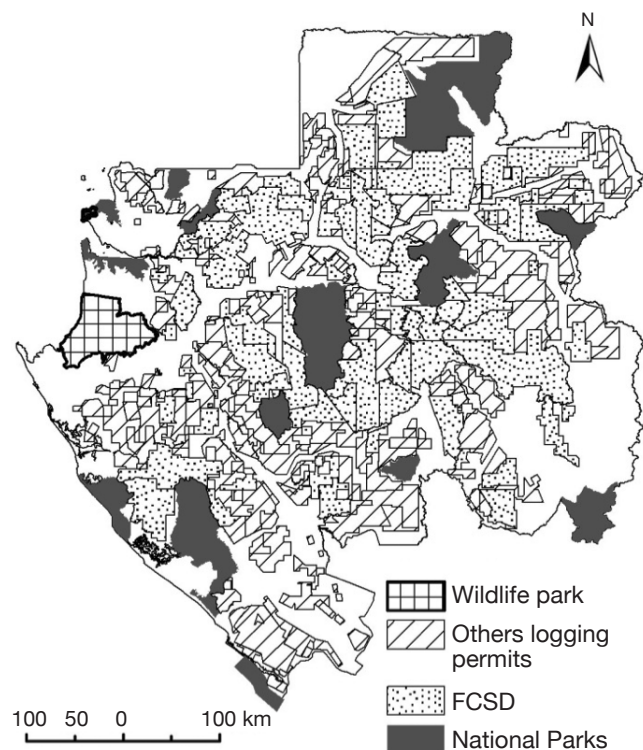 N
Wildlife park
Others logging
permits
FCSD
National Parks
100 50 0 100 km